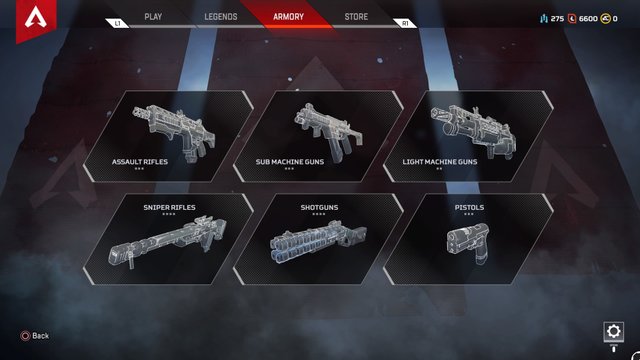 L1
PLAY
LEGENDS
ARMORY
STORE
R1
275
6600
0
ASSAULT RIFLES
SUB MACHINE GUNS
LIGHT MACHINE GUNS
SNIPER RIFLES
SHOTGUNS
PISTOLS
Back